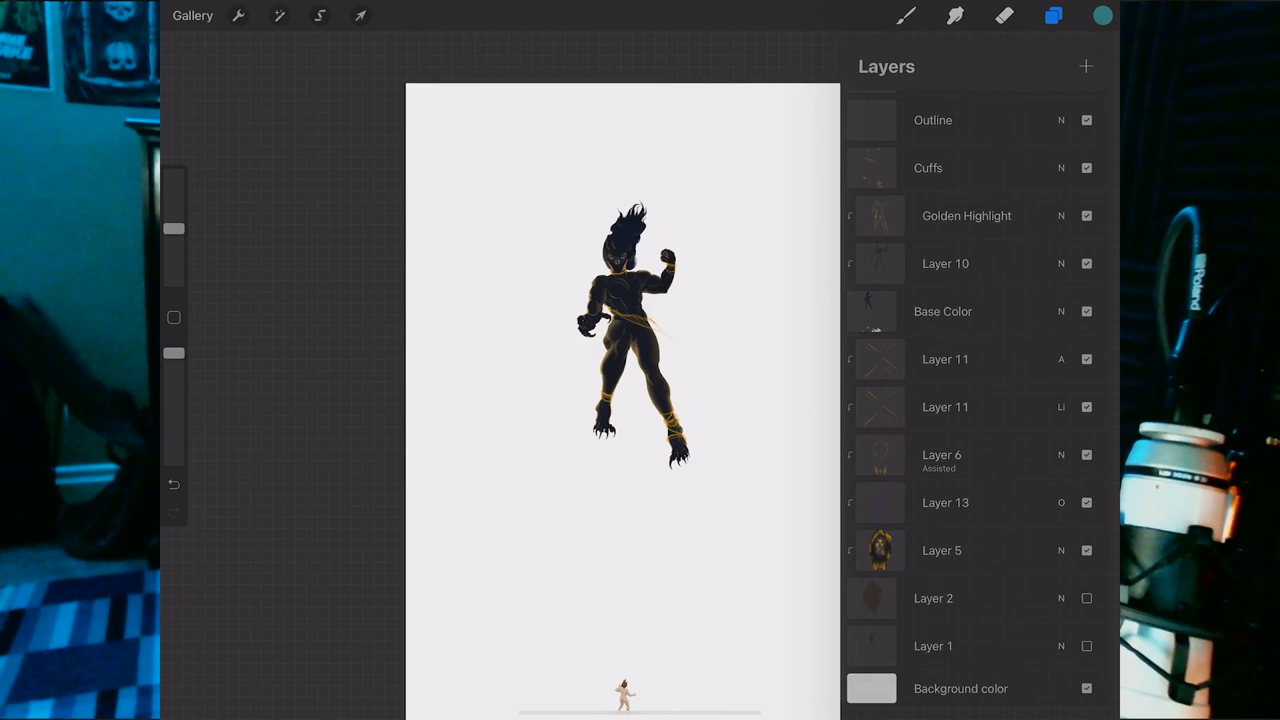 Gallery
Layers
Outline N
Cuffs N
Golden Highlight N
Layer 10 N
Base Color N
Layer 11 A
Layer 11 Li
Layer 6 N
Assisted
Layer 13 O
Layer 5 N
Layer 2 N
Layer 1 N
Background color
Roland